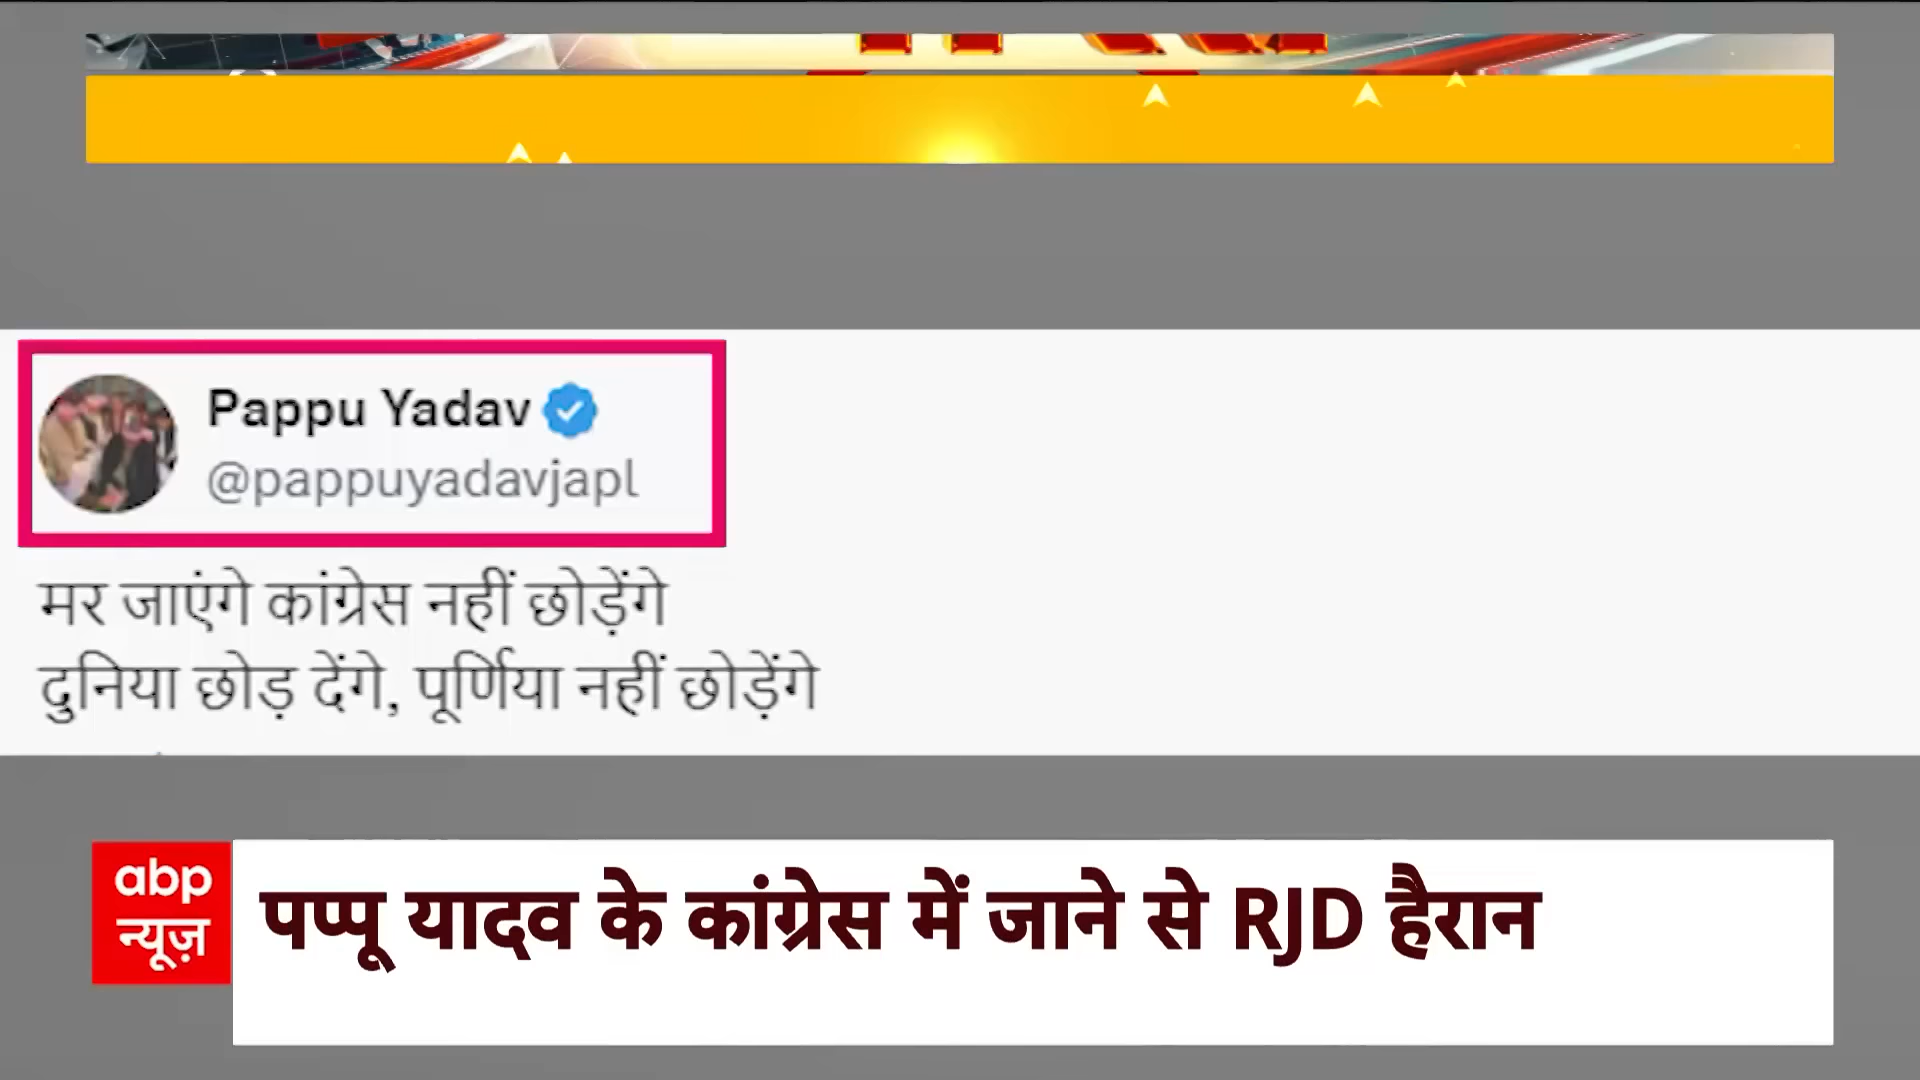 Pappu Yadav
@pappuyadavjapl
मर जाएंगे कांग्रेस नहीं छोड़ेंगे
दुनिया छोड़ देंगे, पूर्णिया नहीं छोड़ेंगे
abp
न्यूज़
पप्पू यादव के कांग्रेस में जाने से RJD हैरान